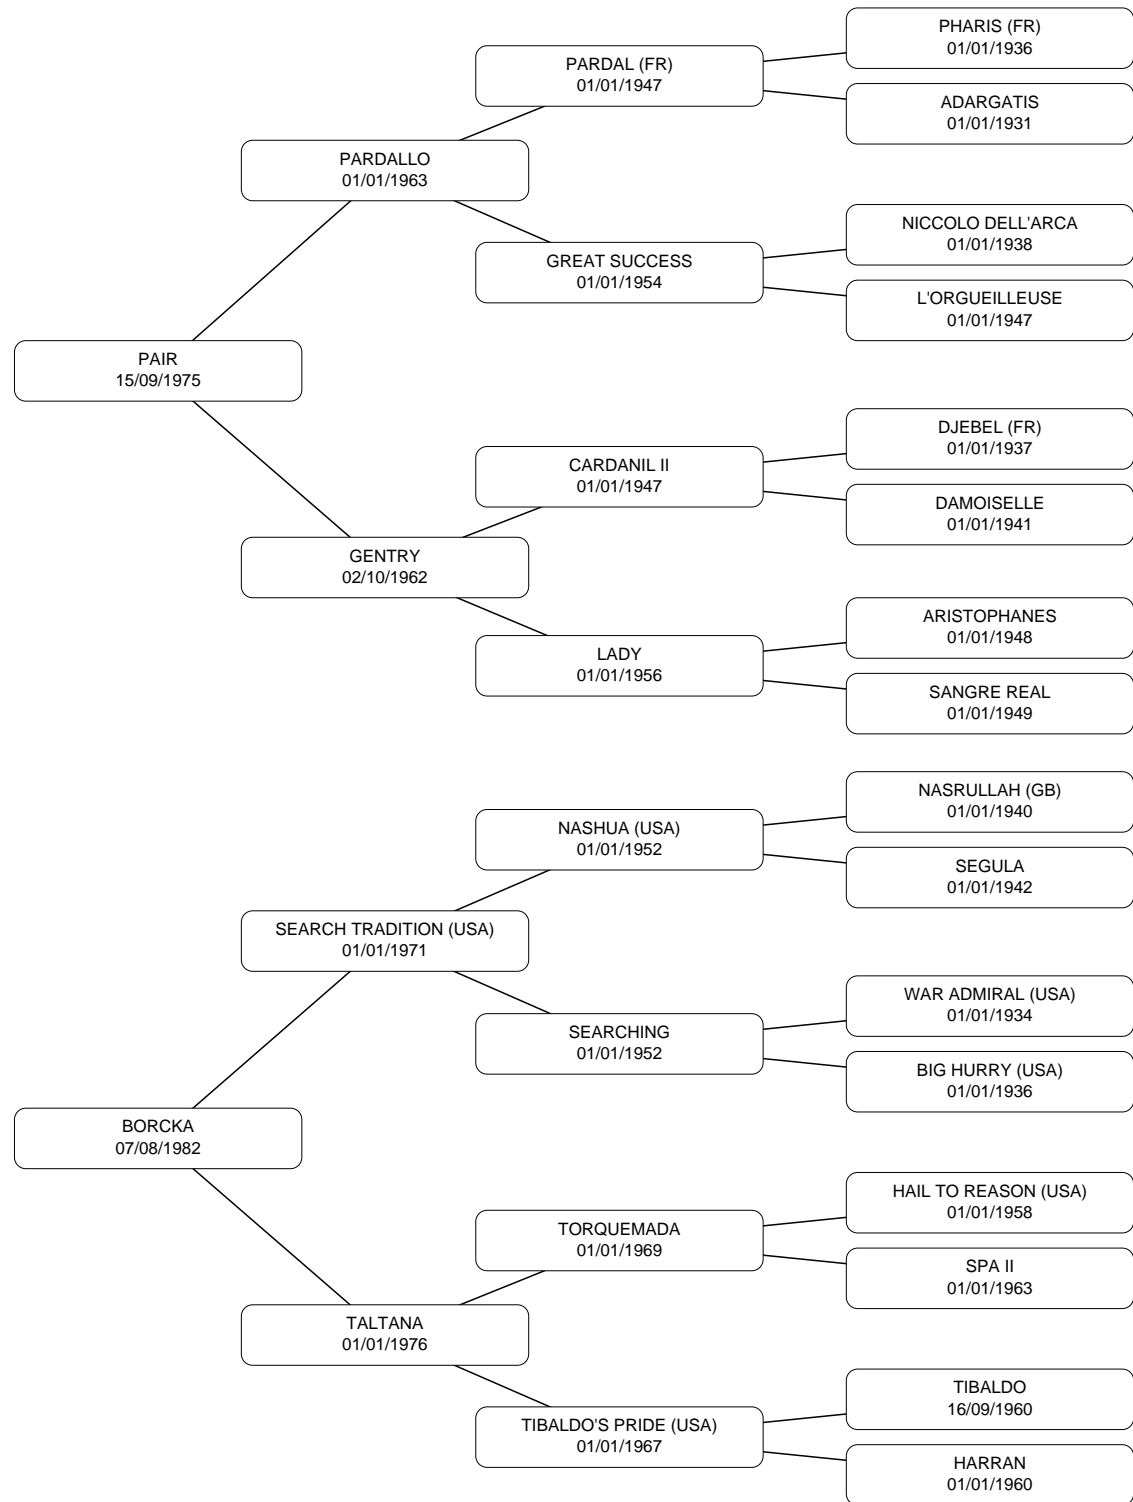 PHARIS (FR)
01/01/1936
PARDAL (FR)
01/01/1947
ADARGATIS
01/01/1931
PARDALLO
01/01/1963
NICCOLO DELL'ARCA
01/01/1938
GREAT SUCCESS
01/01/1954
L'ORGUEILLEUSE
01/01/1947
PAIR
15/09/1975
DJEBEL (FR)
01/01/1937
CARDANIL II
01/01/1947
DAMOISELLE
01/01/1941
GENTRY
02/10/1962
ARISTOPHANES
01/01/1948
LADY
01/01/1956
SANGRE REAL
01/01/1949
NASRULLAH (GB)
01/01/1940
NASHUA (USA)
01/01/1952
SEGULA
01/01/1942
SEARCH TRADITION (USA)
01/01/1971
WAR ADMIRAL (USA)
01/01/1934
SEARCHING
01/01/1952
BIG HURRY (USA)
01/01/1936
BORCKA
07/08/1982
HAIL TO REASON (USA)
01/01/1958
TORQUEMADA
01/01/1969
SPA II
01/01/1963
TALTANA
01/01/1976
TIBALDO
16/09/1960
TIBALDO'S PRIDE (USA)
01/01/1967
HARRAN
01/01/1960